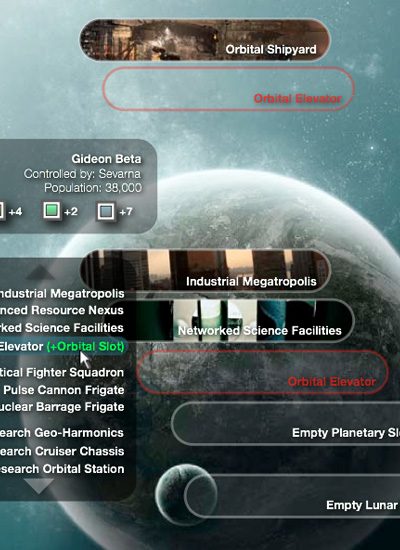 Orbital Shipyard
Orbital Elevator
Gideon Beta
Controlled by: Sevarna
Population: 38,000
+4 +2 +7
Industrial Megatropolis
Networked Science Facilities
Orbital Elevator
Empty Planetary Slo
Empty Lunar
ndustrial Megatropolis
nced Resource Nexus
rked Science Facilities
Elevator (+Orbital Slot)
tical Fighter Squadron
Pulse Cannon Frigate
uclear Barrage Frigate
earch Geo-Harmonics
earch Cruiser Chassis
esearch Orbital Station